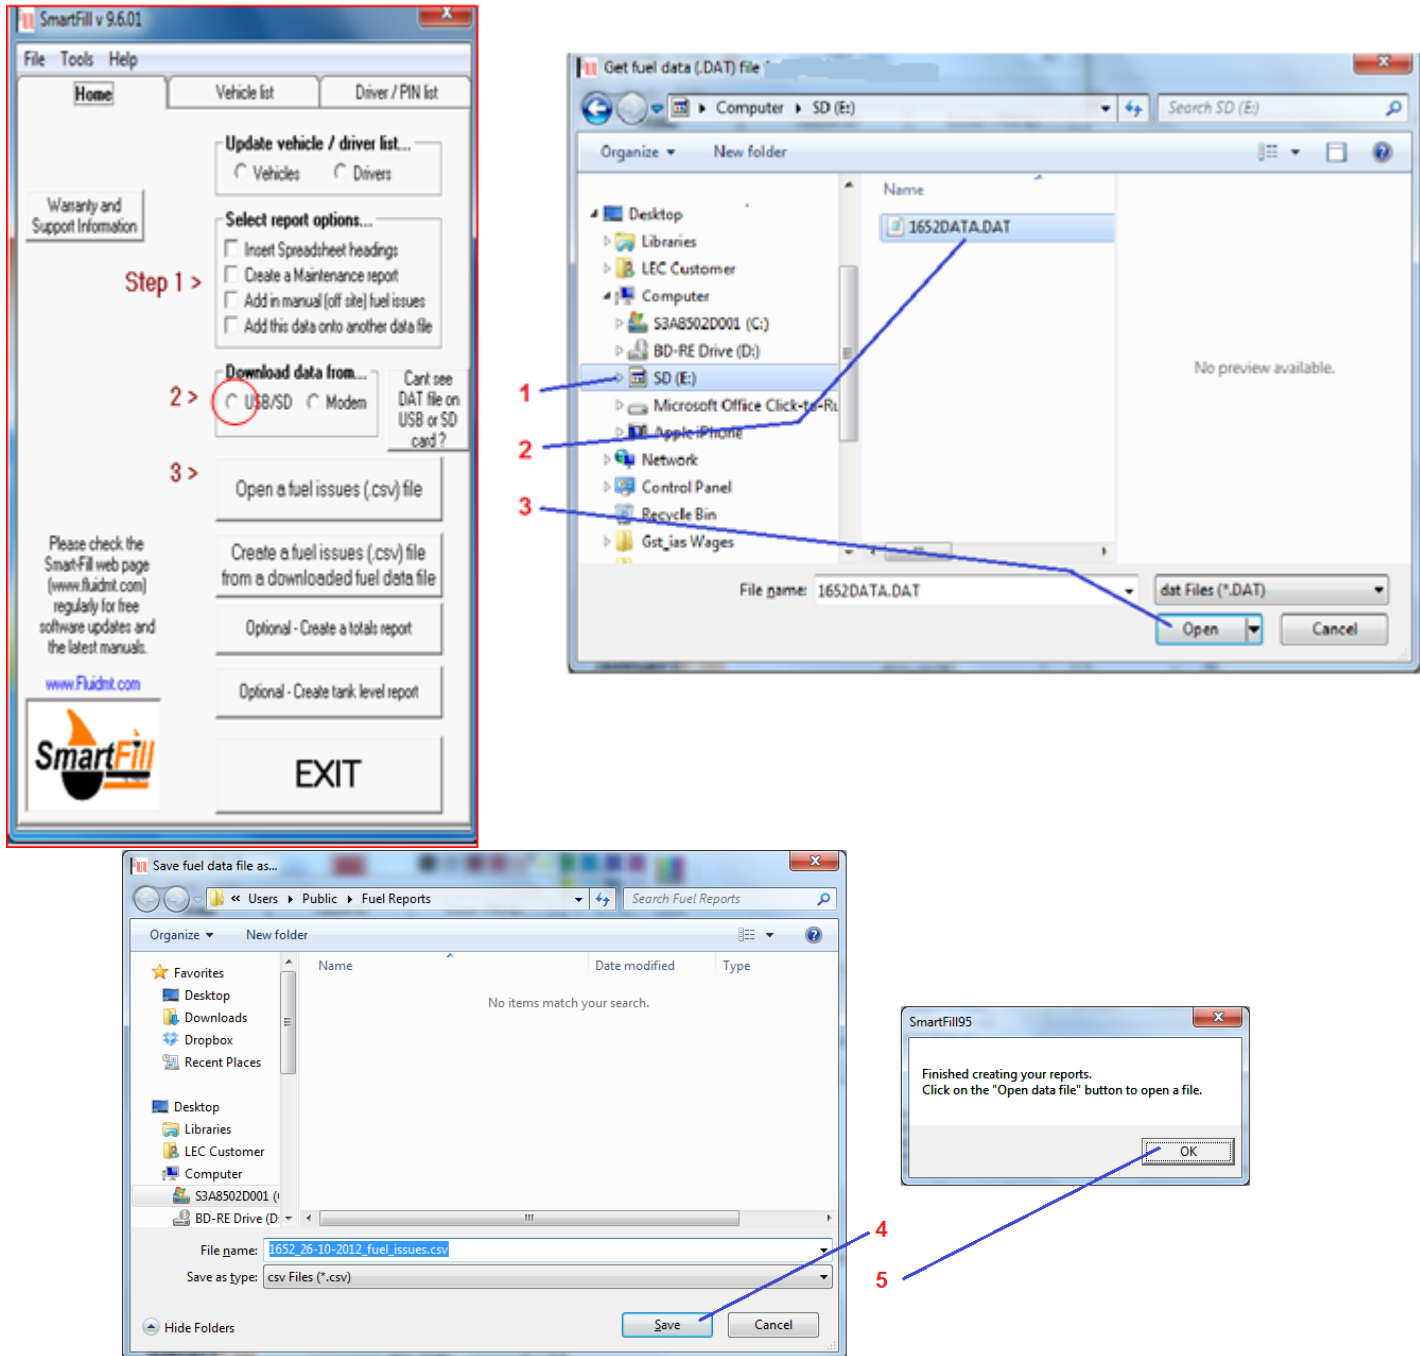 SmartFill v 9.6.01
File Tools Help
Home Vehicle list Driver / PIN list
Update vehicle / driver list...
Vehicles Drivers
Warranty and
Support Information
Select report options...
Insert Spreadsheet headings
Step 1 > Create a Maintenance report
Add in manual (off site) fuel issues
Add this data onto another data file
Download data from...
2 > USB/SD Modem
Cant see
DAT file on
USB or SD
card ?
3 >
Open a fuel issues (.csv) file
Please check the
Smart-Fill web page
(www.fluidmt.com)
regularly for free
software updates and
the latest manuals.
Create a fuel issues (.csv) file
from a downloaded fuel data file
Optional - Create a totals report
www.Fluidmt.com
Optional - Create tank level report
SmartFill
EXIT
Get fuel data (.DAT) file
Computer SD (E:) Search SD (E:)
Organize New folder
Name
Desktop
1652DATA.DAT
Libraries
LEC Customer
Computer
S3A8502D001 (C:)
BD-RE Drive (D:)
No preview available.
1 SD (E:)
Microsoft Office Click-to-Ru
2 Apple iPhone
Network
Control Panel
3 Recycle Bin
Gst_ias Wages
File name: 1652DATA.DAT dat Files (*.DAT)
Open Cancel
Save fuel data file as...
« Users Public Fuel Reports Search Fuel Reports
Organize New folder
Favorites Name Date modified Type
Desktop No items match your search.
Downloads
Dropbox
Recent Places
Desktop
Libraries
LEC Customer
Computer
S3A8502D001 (
BD-RE Drive (D:
File name: 1652_26-10-2012_fuel_issues.csv
Save as type: csv Files (*.csv)
Hide Folders Save Cancel
SmartFill95
Finished creating your reports.
Click on the "Open data file" button to open a file.
OK
4
5